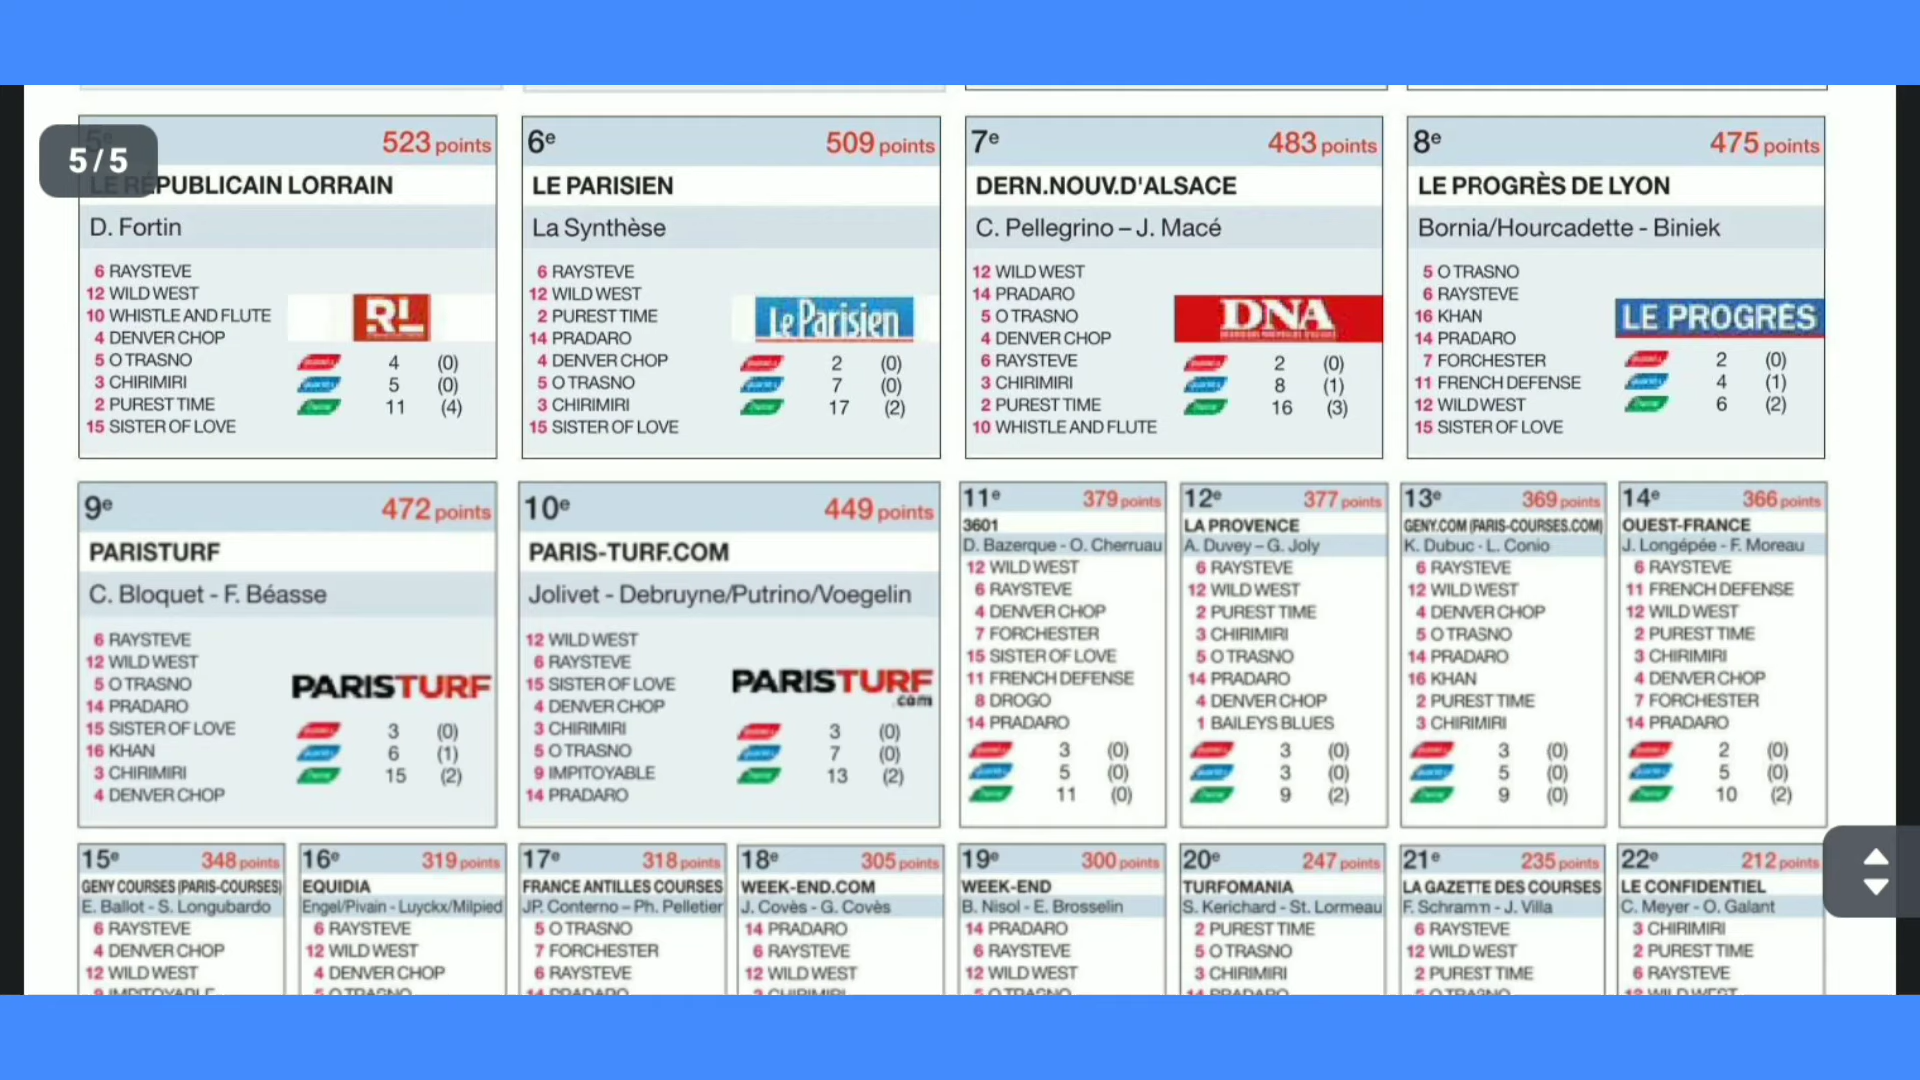 5/5
523 points
LE RÉPUBLICAIN LORRAIN
D. Fortin
6 RAYSTEVE
12 WILD WEST
10 WHISTLE AND FLUTE
4 DENVER CHOP
5 O TRASNO
3 CHIRIMIRI
2 PUREST TIME
15 SISTER OF LOVE
RL
4 (0)
5 (0)
11 (4)
6e 509 points
LE PARISIEN
La Synthèse
6 RAYSTEVE
12 WILD WEST
2 PUREST TIME
14 PRADARO
4 DENVER CHOP
5 O TRASNO
3 CHIRIMIRI
15 SISTER OF LOVE
Le Parisien
2 (0)
7 (0)
17 (2)
7e 483 points
DERN.NOUV.D'ALSACE
C. Pellegrino – J. Macé
12 WILD WEST
14 PRADARO
5 O TRASNO
4 DENVER CHOP
6 RAYSTEVE
3 CHIRIMIRI
2 PUREST TIME
10 WHISTLE AND FLUTE
DNA
2 (0)
8 (1)
16 (3)
8e 475 points
LE PROGRÈS DE LYON
Bornia/Hourcadette - Biniek
5 O TRASNO
6 RAYSTEVE
16 KHAN
14 PRADARO
7 FORCHESTER
11 FRENCH DEFENSE
12 WILD WEST
15 SISTER OF LOVE
LE PROGRÈS
2 (0)
4 (1)
6 (2)
9e 472 points
PARISTURF
C. Bloquet - F. Béasse
6 RAYSTEVE
12 WILD WEST
5 O TRASNO
14 PRADARO
15 SISTER OF LOVE
16 KHAN
3 CHIRIMIRI
4 DENVER CHOP
PARISTURF
3 (0)
6 (1)
15 (2)
10e 449 points
PARIS-TURF.COM
Jolivet - Debruyne/Putrino/Voegelin
12 WILD WEST
6 RAYSTEVE
15 SISTER OF LOVE
4 DENVER CHOP
3 CHIRIMIRI
5 O TRASNO
9 IMPITOYABLE
14 PRADARO
PARISTURF
.com
3 (0)
7 (0)
13 (2)
11e 379 points
3601
D. Bazerque - O. Cherruau
12 WILD WEST
6 RAYSTEVE
4 DENVER CHOP
7 FORCHESTER
15 SISTER OF LOVE
11 FRENCH DEFENSE
8 DROGO
14 PRADARO
3 (0)
5 (0)
11 (0)
12e 377 points
LA PROVENCE
A. Duvey – G. Joly
6 RAYSTEVE
12 WILD WEST
2 PUREST TIME
3 CHIRIMIRI
5 O TRASNO
14 PRADARO
4 DENVER CHOP
1 BAILEYS BLUES
3 (0)
3 (0)
9 (2)
13e 369 points
GENY.COM (PARIS-COURSES.COM)
K. Dubuc - L. Conio
6 RAYSTEVE
12 WILD WEST
4 DENVER CHOP
5 O TRASNO
14 PRADARO
16 KHAN
2 PUREST TIME
3 CHIRIMIRI
3 (0)
5 (0)
9 (0)
14e 366 points
OUEST-FRANCE
J. Longépée - F. Moreau
6 RAYSTEVE
11 FRENCH DEFENSE
12 WILD WEST
2 PUREST TIME
3 CHIRIMIRI
4 DENVER CHOP
7 FORCHESTER
14 PRADARO
2 (0)
5 (0)
10 (2)
15e 348 points
GENY COURSES (PARIS-COURSES)
E. Ballot - S. Longubardo
6 RAYSTEVE
4 DENVER CHOP
12 WILD WEST
9 IMPITOYABLE
16e 319 points
EQUIDIA
Engel/Pivain - Luyckx/Milpied
6 RAYSTEVE
12 WILD WEST
4 DENVER CHOP
5 O TRASNO
17e 318 points
FRANCE ANTILLES COURSES
JP. Conterno – Ph. Pelletier
5 O TRASNO
7 FORCHESTER
6 RAYSTEVE
14 PRADARO
18e 305 points
WEEK-END.COM
J. Covès - G. Covès
14 PRADARO
6 RAYSTEVE
12 WILD WEST
3 CHIRIMIRI
19e 300 points
WEEK-END
B. Nisol - E. Brosselin
14 PRADARO
6 RAYSTEVE
12 WILD WEST
5 O TRASNO
20e 247 points
TURFOMANIA
S. Kerichard - St. Lormeau
2 PUREST TIME
5 O TRASNO
3 CHIRIMIRI
14 PRADARO
21e 235 points
LA GAZETTE DES COURSES
F. Schramm - J. Villa
6 RAYSTEVE
12 WILD WEST
2 PUREST TIME
5 O TRASNO
22e 212 points
LE CONFIDENTIEL
C. Meyer - O. Galant
3 CHIRIMIRI
2 PUREST TIME
6 RAYSTEVE
12 WILD WEST